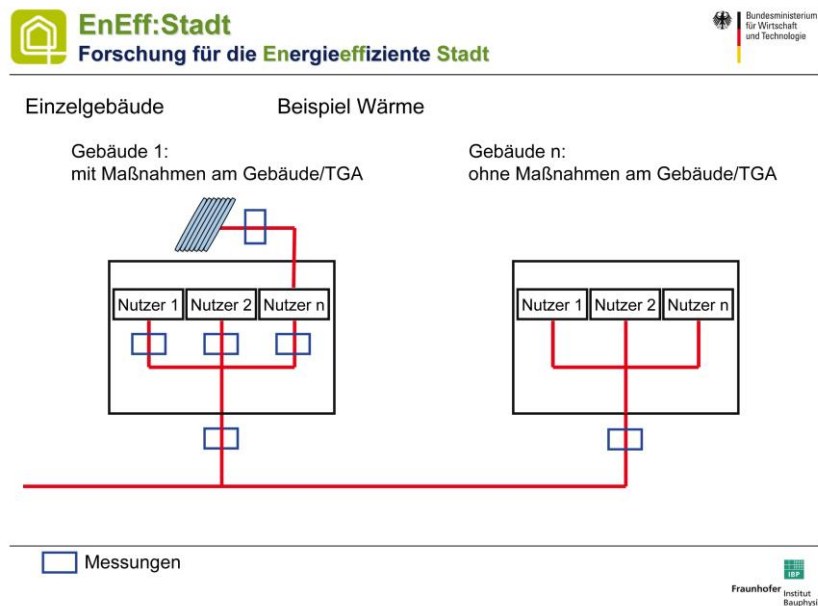 EnEff:Stadt
Forschung für die Energieeffiziente Stadt
Bundesministerium
für Wirtschaft
und Technologie
Einzelgebäude Beispiel Wärme
Gebäude 1:
mit Maßnahmen am Gebäude/TGA
Gebäude n:
ohne Maßnahmen am Gebäude/TGA
Nutzer 1 Nutzer 2 Nutzer n
Nutzer 1 Nutzer 2 Nutzer n
Messungen
IBP
Fraunhofer Institut
Bauphysi